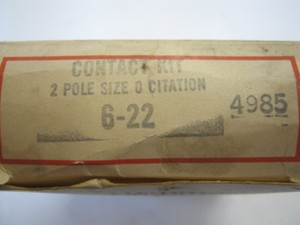 CONTACT KIT
2 POLE SIZE 0 CITATION
6-22
4985